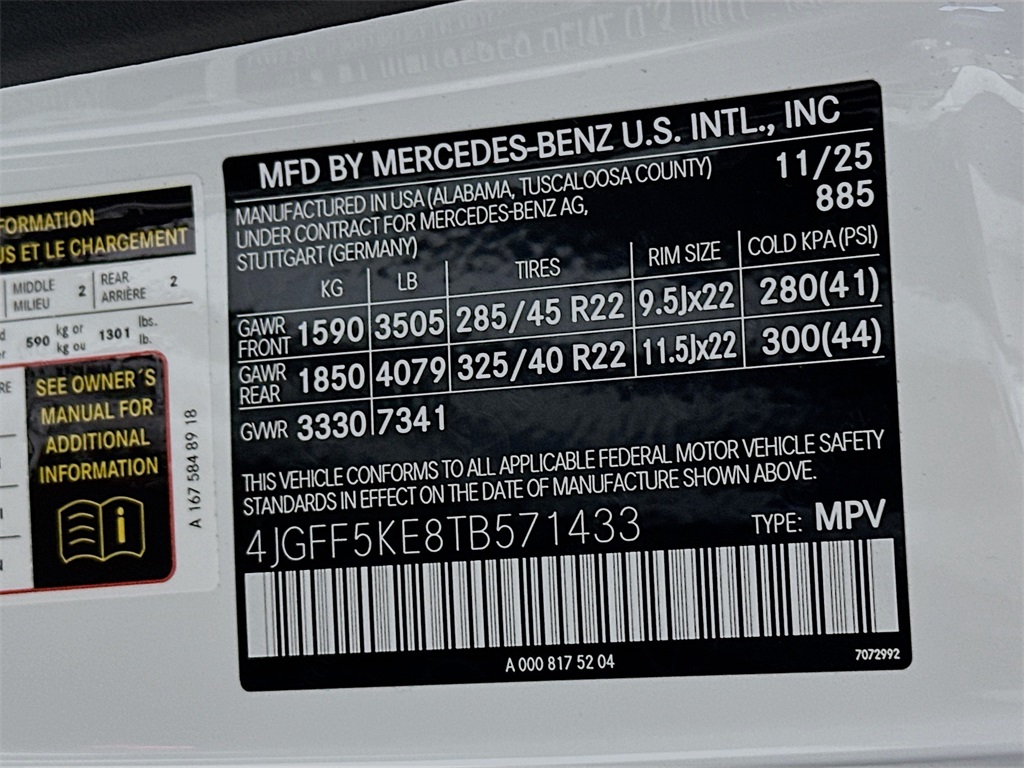 MFD BY MERCEDES-BENZ U.S. INTL., INC
MANUFACTURED IN USA (ALABAMA, TUSCALOOSA COUNTY) 11/25
UNDER CONTRACT FOR MERCEDES-BENZ AG, 885
STUTTGART (GERMANY)
KG LB TIRES RIM SIZE COLD KPA (PSI)
GAWR FRONT 1590 3505 285/45 R22 9.5Jx22 280(41)
GAWR REAR 1850 4079 325/40 R22 11.5Jx22 300(44)
GVWR 3330 7341
THIS VEHICLE CONFORMS TO ALL APPLICABLE FEDERAL MOTOR VEHICLE SAFETY
STANDARDS IN EFFECT ON THE DATE OF MANUFACTURE SHOWN ABOVE.
4JGFF5KE8TB571433 TYPE: MPV
A 000 817 52 04 7072992
FORMATION
US ET LE CHARGEMENT
MIDDLE 2 REAR 2
MILIEU ARRIÈRE
590 kg or 1301 lbs.
kg ou lb.
SEE OWNER´S
MANUAL FOR
ADDITIONAL
INFORMATION
i
A 167 584 89 18